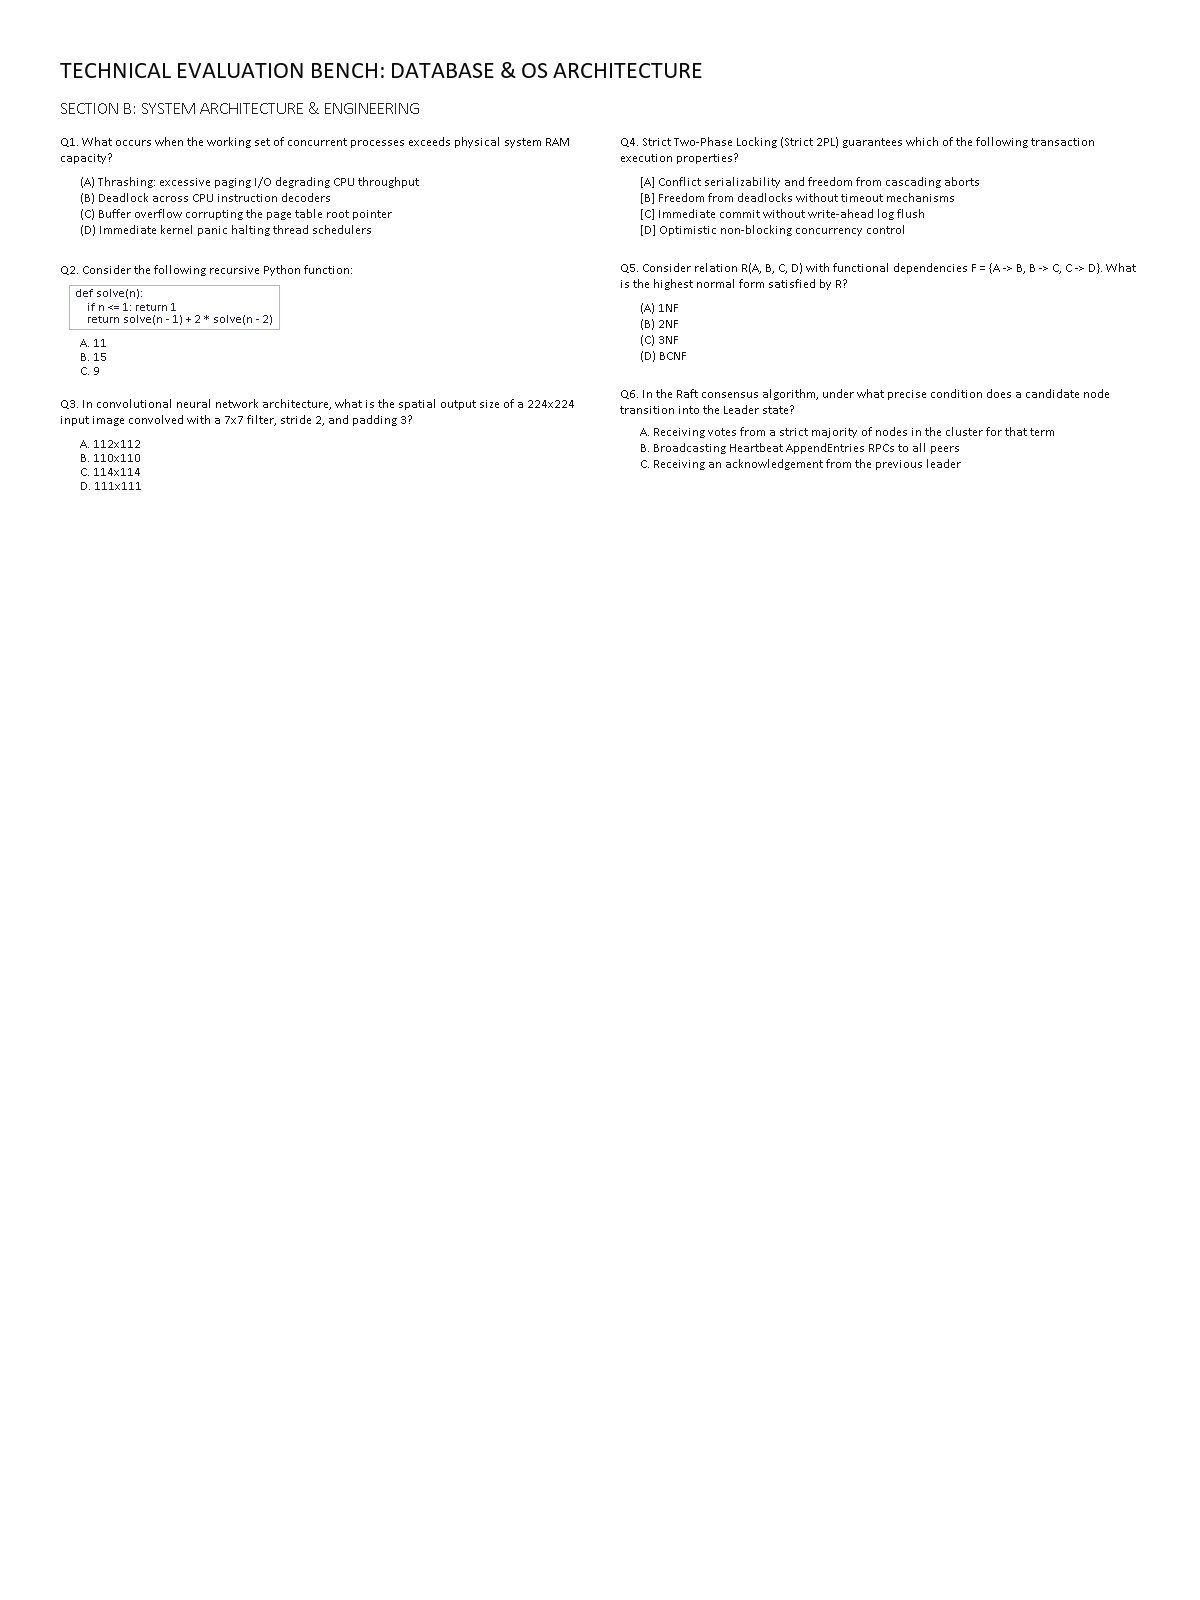 TECHNICAL EVALUATION BENCH: DATABASE & OS ARCHITECTURE
SECTION B: SYSTEM ARCHITECTURE & ENGINEERING
Q1. What occurs when the working set of concurrent processes exceeds physical system RAM
capacity?
(A) Thrashing: excessive paging I/O degrading CPU throughput
(B) Deadlock across CPU instruction decoders
(C) Buffer overflow corrupting the page table root pointer
(D) Immediate kernel panic halting thread schedulers
Q2. Consider the following recursive Python function:
def solve(n):
    if n <= 1: return 1
    return solve(n - 1) + 2 * solve(n - 2)
A. 11
B. 15
C. 9
Q3. In convolutional neural network architecture, what is the spatial output size of a 224x224
input image convolved with a 7x7 filter, stride 2, and padding 3?
A. 112x112
B. 110x110
C. 114x114
D. 111x111
Q4. Strict Two-Phase Locking (Strict 2PL) guarantees which of the following transaction
execution properties?
[A] Conflict serializability and freedom from cascading aborts
[B] Freedom from deadlocks without timeout mechanisms
[C] Immediate commit without write-ahead log flush
[D] Optimistic non-blocking concurrency control
Q5. Consider relation R(A, B, C, D) with functional dependencies F = {A -> B, B -> C, C -> D}. What
is the highest normal form satisfied by R?
(A) 1NF
(B) 2NF
(C) 3NF
(D) BCNF
Q6. In the Raft consensus algorithm, under what precise condition does a candidate node
transition into the Leader state?
A. Receiving votes from a strict majority of nodes in the cluster for that term
B. Broadcasting Heartbeat AppendEntries RPCs to all peers
C. Receiving an acknowledgement from the previous leader